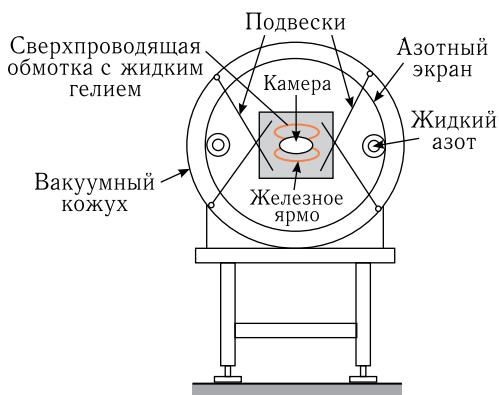 Подвески
Сверхпроводящая
обмотка с жидким
гелием
Азотный
экран
Камера
Жидкий
азот
Вакуумный
кожух
Железное
ярмо